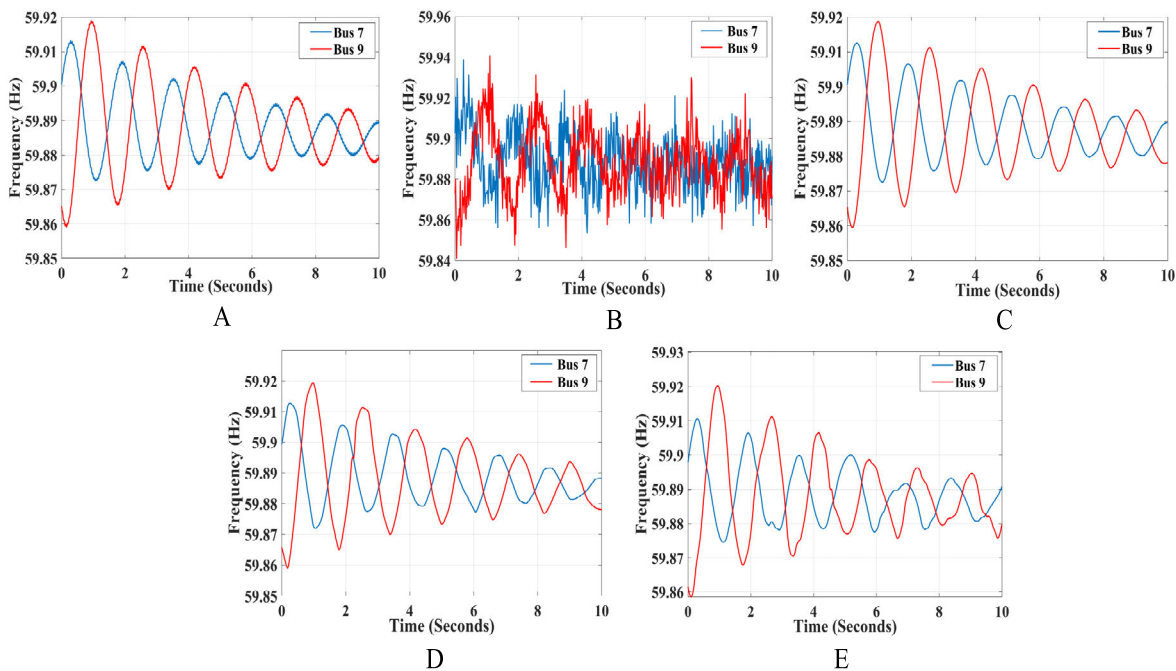 59.92
59.91
59.9
59.89
59.88
59.87
59.86
59.85
Frequency (Hz)
Bus 7
Bus 9
0 2 4 6 8 10
Time (Seconds)
A
59.96
59.94
59.92
59.9
59.88
59.86
59.84
Frequency (Hz)
Bus 7
Bus 9
0 2 4 6 8 10
Time (Seconds)
B
59.92
59.91
59.9
59.89
59.88
59.87
59.86
59.85
Frequency (Hz)
Bus 7
Bus 9
0 2 4 6 8 10
Time (Seconds)
C
59.92
59.91
59.9
59.89
59.88
59.87
59.86
59.85
Frequency (Hz)
Bus 7
Bus 9
0 2 4 6 8 10
Time (Seconds)
D
59.93
59.92
59.91
59.9
59.89
59.88
59.87
59.86
Frequency (Hz)
Bus 7
Bus 9
0 2 4 6 8 10
Time (Seconds)
E